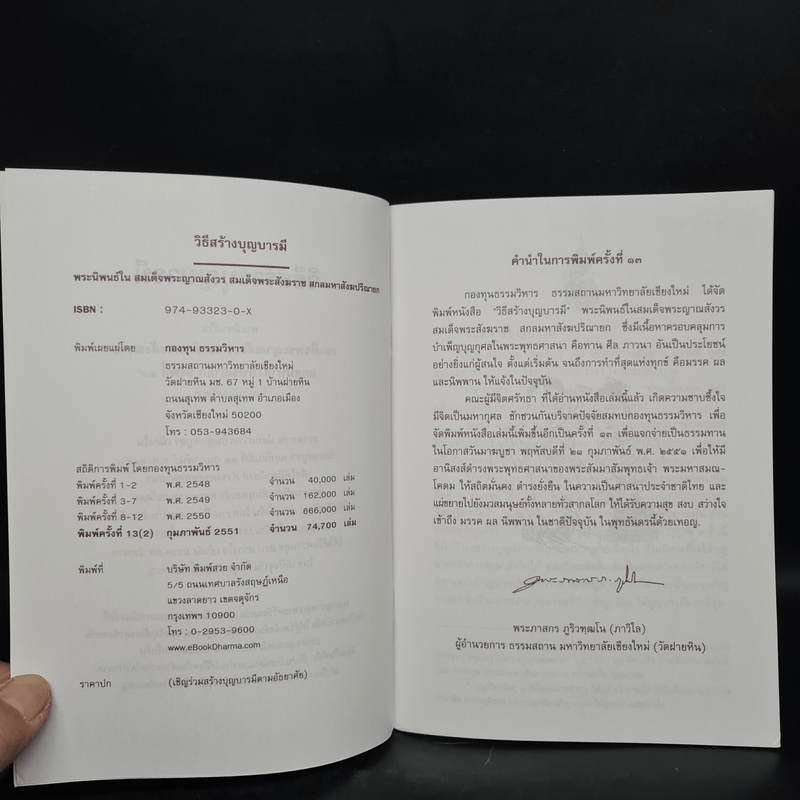 วิธีสร้างบุญบารมี
พระนิพนธ์ใน สมเด็จพระญาณสังวร สมเด็จพระสังฆราช สกลมหาสังฆปริณายก
ISBN : 974-93323-0-X
พิมพ์เผยแผ่โดย กองทุน ธรรมวิหาร
ธรรมสถานมหาวิทยาลัยเชียงใหม่
วัดฝายหิน มช. 67 หมู่ 1 บ้านฝายหิน
ถนนสุเทพ ตำบลสุเทพ อำเภอเมือง
จังหวัดเชียงใหม่ 50200
โทร : 053-943684
สถิติการพิมพ์ โดยกองทุนธรรมวิหาร
พิมพ์ครั้งที่ 1-2 พ.ศ. 2548 จำนวน 40,000 เล่ม
พิมพ์ครั้งที่ 3-7 พ.ศ. 2549 จำนวน 162,000 เล่ม
พิมพ์ครั้งที่ 8-12 พ.ศ. 2550 จำนวน 666,000 เล่ม
พิมพ์ครั้งที่ 13(2) กุมภาพันธ์ 2551 จำนวน 74,700 เล่ม
พิมพ์ที่ บริษัท พิมพ์สวย จำกัด
5/5 ถนนเทศบาลรังสฤษฏ์เหนือ
แขวงลาดยาว เขตจตุจักร
กรุงเทพฯ 10900
โทร : 0-2953-9600
www.eBookDharma.com
ราคาปก (เชิญร่วมสร้างบุญบารมีตามอัธยาศัย)
คำนำในการพิมพ์ครั้งที่ ๑๓
กองทุนธรรมวิหาร ธรรมสถานมหาวิทยาลัยเชียงใหม่ ได้จัด
พิมพ์หนังสือ "วิธีสร้างบุญบารมี" พระนิพนธ์ในสมเด็จพระญาณสังวร
สมเด็จพระสังฆราช สกลมหาสังฆปริณายก ซึ่งมีเนื้อหาครอบคลุมการ
บำเพ็ญบุญกุศลในพระพุทธศาสนา คือทาน ศีล ภาวนา อันเป็นประโยชน์
อย่างยิ่งแก่ผู้สนใจ ตั้งแต่เริ่มต้น จนถึงการทำที่สุดแห่งทุกข์ คือมรรค ผล
และนิพพาน ให้แจ้งในปัจจุบัน
คณะผู้มีจิตศรัทธา ที่ได้อ่านหนังสือเล่มนี้แล้ว เกิดความซาบซึ้งใจ
มีจิตเป็นมหากุศล ชักชวนกันบริจาคปัจจัยสมทบกองทุนธรรมวิหาร เพื่อ
จัดพิมพ์หนังสือเล่มนี้เพิ่มขึ้นอีกเป็นครั้งที่ ๑๓ เพื่อแจกจ่ายเป็นธรรมทาน
ในโอกาสวันมาฆบูชา พฤหัสบดีที่ ๒๑ กุมภาพันธ์ พ.ศ. ๒๕๕๑ เพื่อให้มี
อานิสงส์ดำรงพระพุทธศาสนาของพระสัมมาสัมพุทธเจ้า พระมหาสมณ-
โคดม ให้สถิตมั่นคง ดำรงยั่งยืน ในความเป็นศาสนาประจำชาติไทย และ
แผ่ขยายไปยังมวลมนุษย์ทั้งหลายทั่วสากลโลก ให้ได้รับความสุข สงบ สว่างใจ
เข้าถึง มรรค ผล นิพพาน ในชาติปัจจุบัน ในพุทธันดรนี้ด้วยเทอญ.
พระภาสกร ภูริวฑฺฒโน (ภาวิไล)
ผู้อำนวยการ ธรรมสถาน มหาวิทยาลัยเชียงใหม่ (วัดฝายหิน)